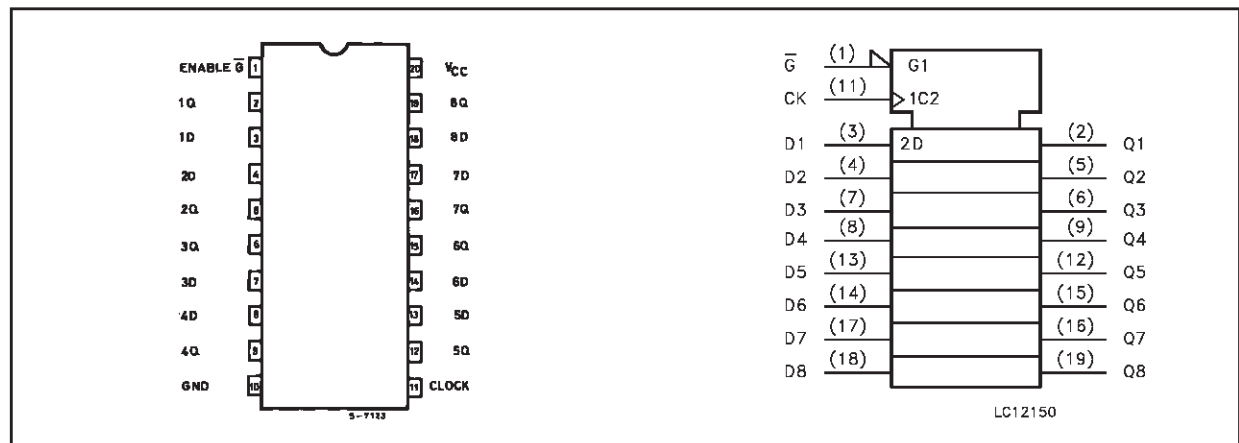 ENABLE G̅ 1
1Q 2
1D 3
2D 4
2Q 5
3Q 6
3D 7
4D 8
4Q 9
GND 10
20 VCC
19 8Q
18 8D
17 7D
16 7Q
15 6Q
14 6D
13 5D
12 5Q
11 CLOCK
S-7123
G̅ (1) G1
CK (11) 1C2
D1 (3) 2D (2) Q1
D2 (4) (5) Q2
D3 (7) (6) Q3
D4 (8) (9) Q4
D5 (13) (12) Q5
D6 (14) (15) Q6
D7 (17) (16) Q7
D8 (18) (19) Q8
LC12150